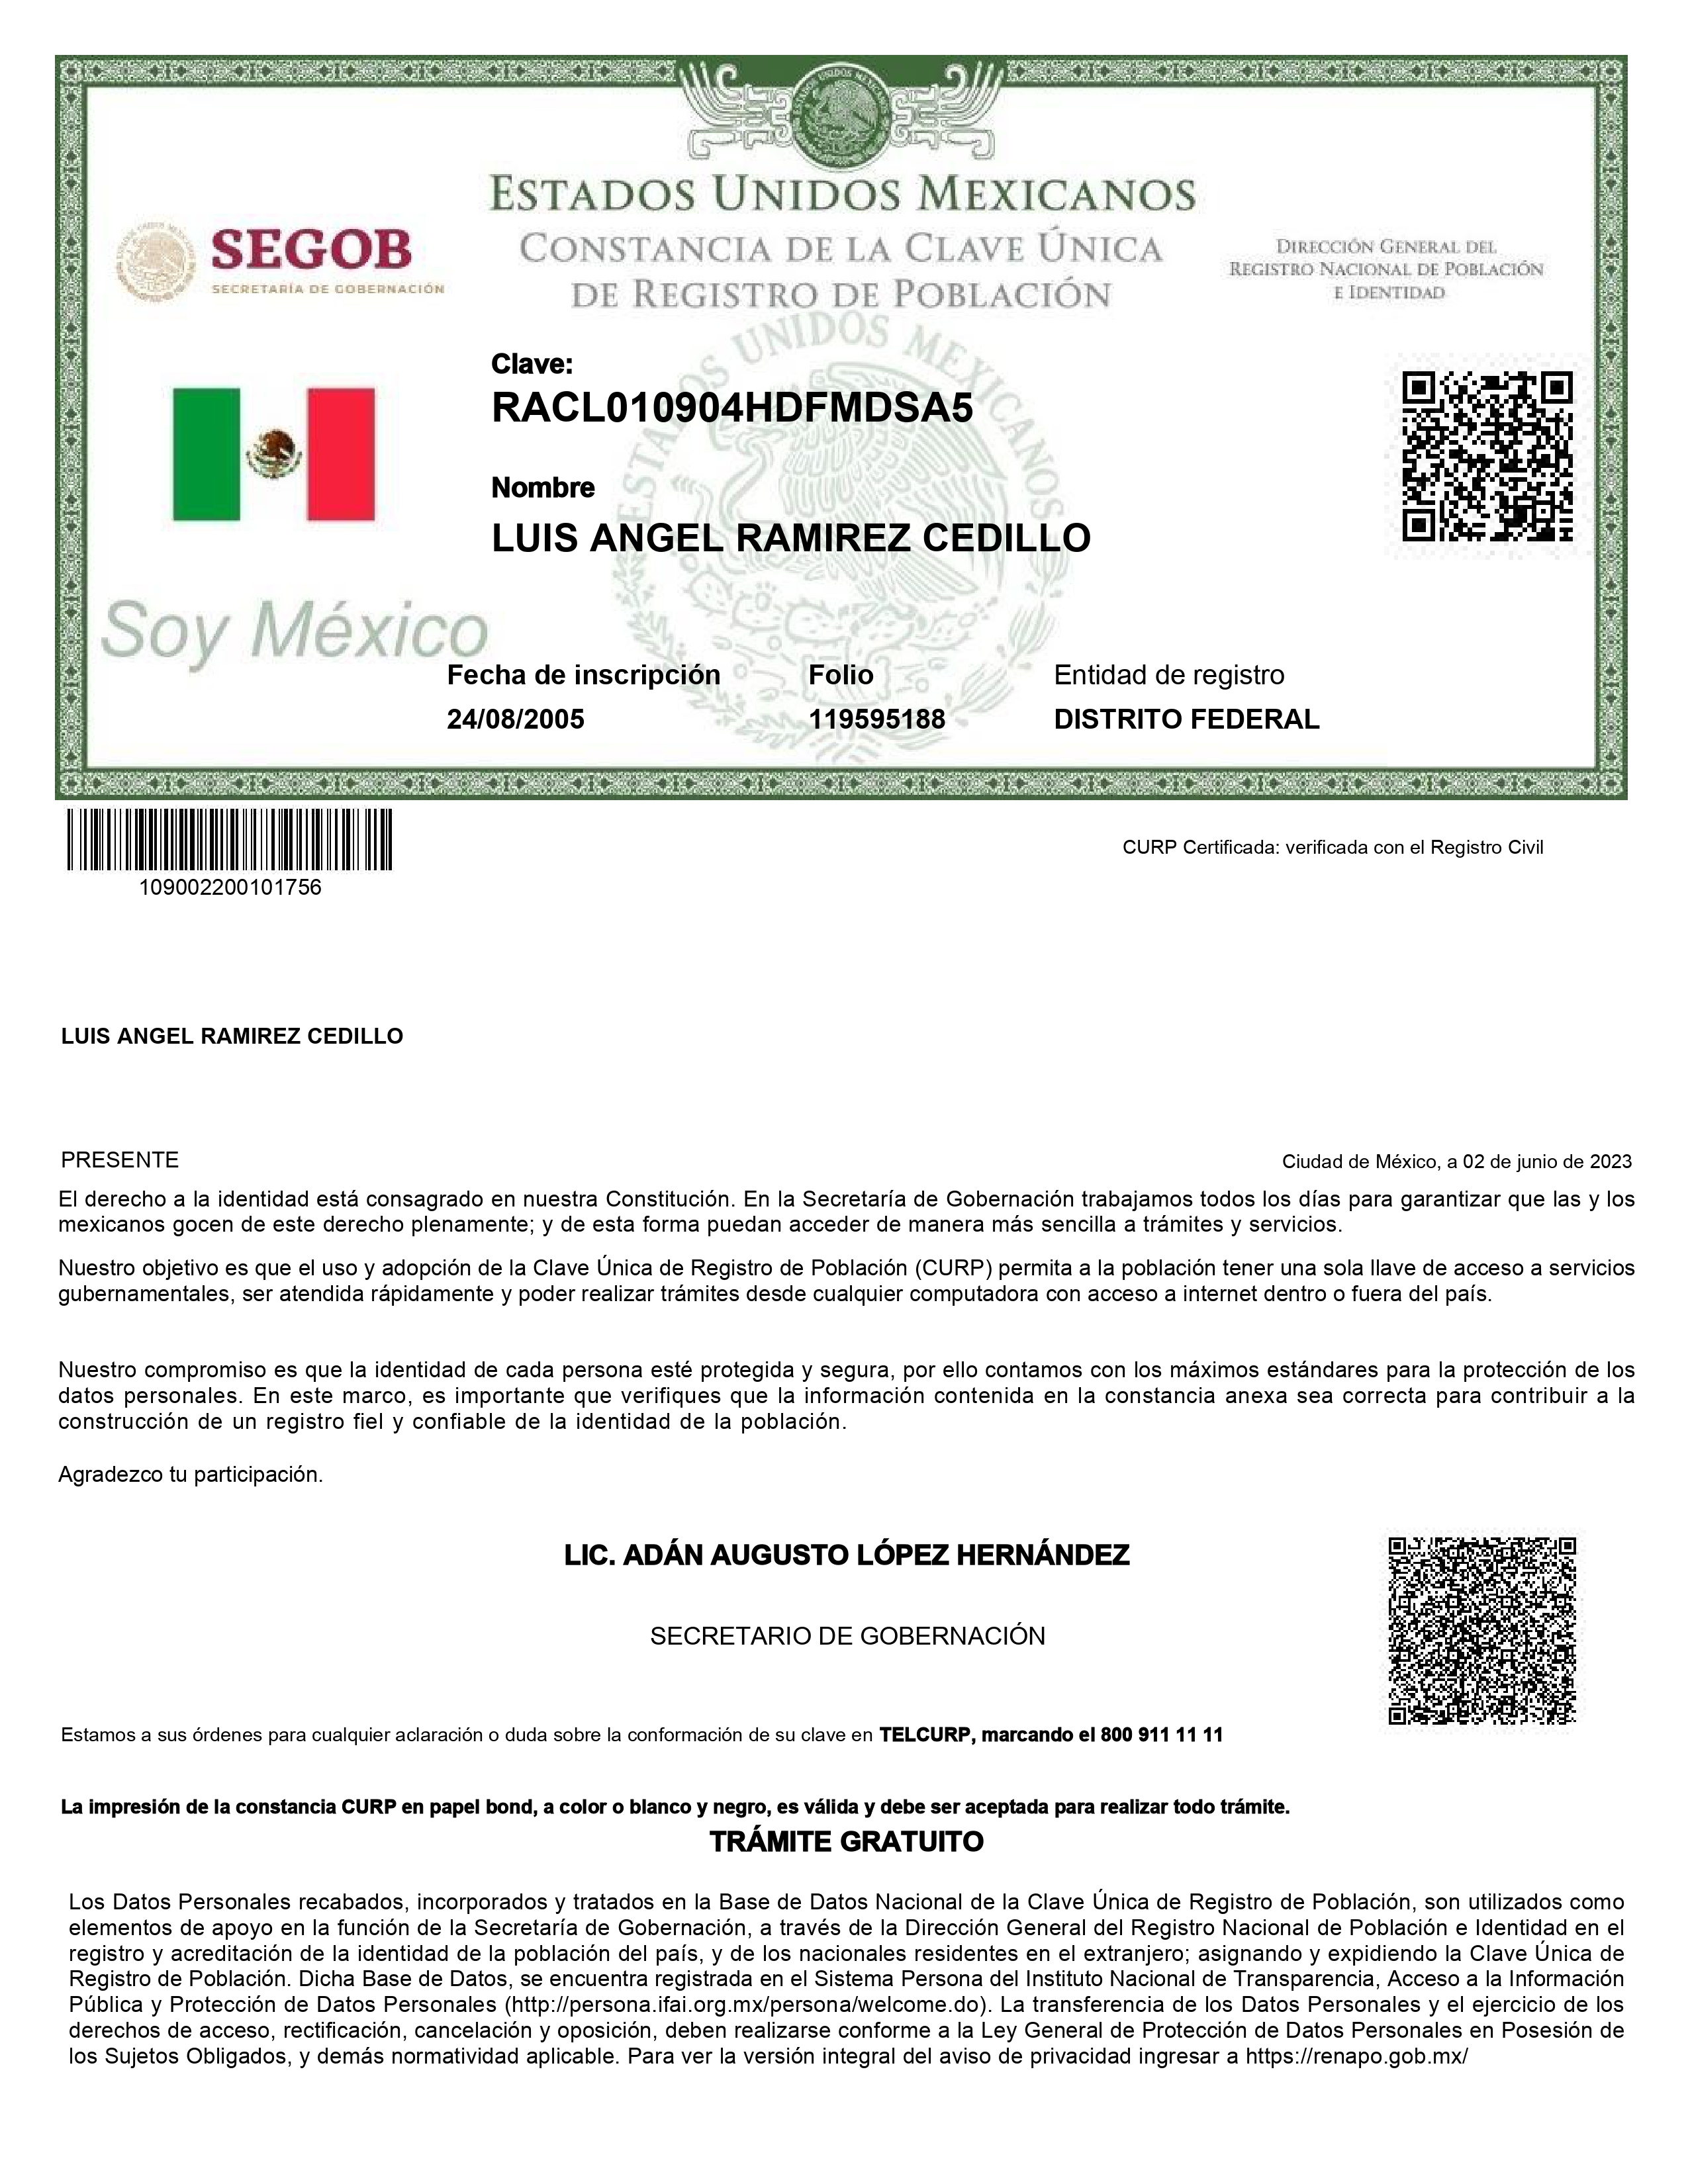 ESTADOS UNIDOS MEXICANOS
CONSTANCIA DE LA CLAVE ÚNICA
DE REGISTRO DE POBLACIÓN
SEGOB
SECRETARÍA DE GOBERNACIÓN
DIRECCIÓN GENERAL DEL
REGISTRO NACIONAL DE POBLACIÓN
E IDENTIDAD
ESTADOS UNIDOS MEXICANOS
Clave:
RACL010904HDFMDSA5
Nombre
LUIS ANGEL RAMIREZ CEDILLO
Soy México
Fecha de inscripción Folio Entidad de registro
24/08/2005 119595188 DISTRITO FEDERAL
CURP Certificada: verificada con el Registro Civil
109002200101756
LUIS ANGEL RAMIREZ CEDILLO
PRESENTE
Ciudad de México, a 02 de junio de 2023
El derecho a la identidad está consagrado en nuestra Constitución. En la Secretaría de Gobernación trabajamos todos los días para garantizar que las y los
mexicanos gocen de este derecho plenamente; y de esta forma puedan acceder de manera más sencilla a trámites y servicios.
Nuestro objetivo es que el uso y adopción de la Clave Única de Registro de Población (CURP) permita a la población tener una sola llave de acceso a servicios
gubernamentales, ser atendida rápidamente y poder realizar trámites desde cualquier computadora con acceso a internet dentro o fuera del país.
Nuestro compromiso es que la identidad de cada persona esté protegida y segura, por ello contamos con los máximos estándares para la protección de los
datos personales. En este marco, es importante que verifiques que la información contenida en la constancia anexa sea correcta para contribuir a la
construcción de un registro fiel y confiable de la identidad de la población.
Agradezco tu participación.
LIC. ADÁN AUGUSTO LÓPEZ HERNÁNDEZ
SECRETARIO DE GOBERNACIÓN
Estamos a sus órdenes para cualquier aclaración o duda sobre la conformación de su clave en TELCURP, marcando el 800 911 11 11
La impresión de la constancia CURP en papel bond, a color o blanco y negro, es válida y debe ser aceptada para realizar todo trámite.
TRÁMITE GRATUITO
Los Datos Personales recabados, incorporados y tratados en la Base de Datos Nacional de la Clave Única de Registro de Población, son utilizados como
elementos de apoyo en la función de la Secretaría de Gobernación, a través de la Dirección General del Registro Nacional de Población e Identidad en el
registro y acreditación de la identidad de la población del país, y de los nacionales residentes en el extranjero; asignando y expidiendo la Clave Única de
Registro de Población. Dicha Base de Datos, se encuentra registrada en el Sistema Persona del Instituto Nacional de Transparencia, Acceso a la Información
Pública y Protección de Datos Personales (http://persona.ifai.org.mx/persona/welcome.do). La transferencia de los Datos Personales y el ejercicio de los
derechos de acceso, rectificación, cancelación y oposición, deben realizarse conforme a la Ley General de Protección de Datos Personales en Posesión de
los Sujetos Obligados, y demás normatividad aplicable. Para ver la versión integral del aviso de privacidad ingresar a https://renapo.gob.mx/